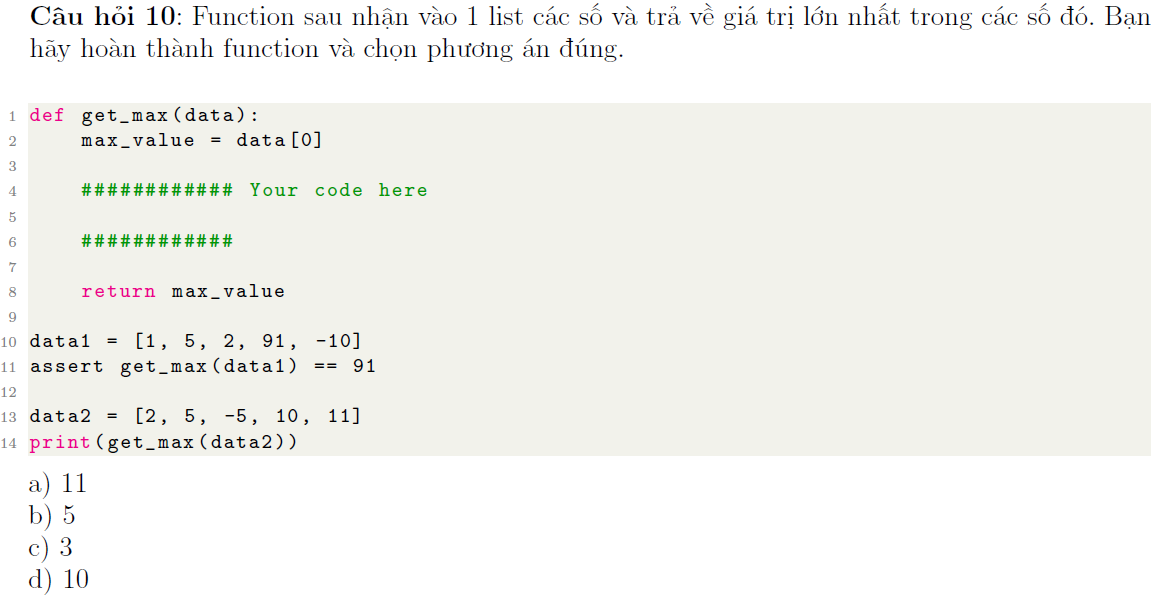 Câu hỏi 10: Function sau nhận vào 1 list các số và trả về giá trị lớn nhất trong các số đó. Bạn
hãy hoàn thành function và chọn phương án đúng.
1 def get_max(data):
2     max_value = data[0]
3
4     ############ Your code here
5
6     ############
7
8     return max_value
9
10 data1 = [1, 5, 2, 91, -10]
11 assert get_max(data1) == 91
12
13 data2 = [2, 5, -5, 10, 11]
14 print(get_max(data2))
a) 11
b) 5
c) 3
d) 10